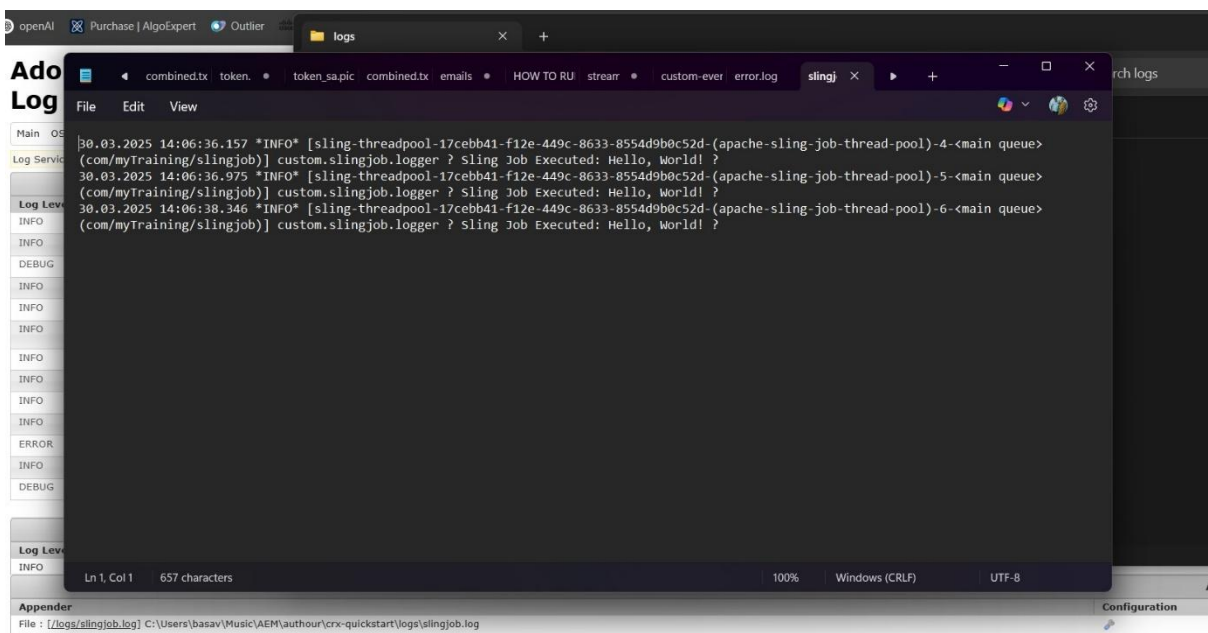 openAI Purchase | AlgoExpert Outlier
logs
Ado
combined.tx token. token_sa.pic combined.tx emails HOW TO RU strearr custom-ever error.log slingj
rch logs
Log
File Edit View
Main OS
30.03.2025 14:06:36.157 *INFO* [sling-threadpool-17cebb41-f12e-449c-8633-8554d9b0c52d-(apache-sling-job-thread-pool)-4-<main queue>
Log Servic
(com/myTraining/slingjob)] custom.slingjob.logger ? Sling Job Executed: Hello, World! ?
30.03.2025 14:06:36.975 *INFO* [sling-threadpool-17cebb41-f12e-449c-8633-8554d9b0c52d-(apache-sling-job-thread-pool)-5-<main queue>
(com/myTraining/slingjob)] custom.slingjob.logger ? Sling Job Executed: Hello, World! ?
Log Leve
30.03.2025 14:06:38.346 *INFO* [sling-threadpool-17cebb41-f12e-449c-8633-8554d9b0c52d-(apache-sling-job-thread-pool)-6-<main queue>
INFO
(com/myTraining/slingjob)] custom.slingjob.logger ? Sling Job Executed: Hello, World! ?
INFO
DEBUG
INFO
INFO
INFO
INFO
INFO
INFO
INFO
ERROR
INFO
DEBUG
Log Leve
INFO
Ln 1, Col 1 657 characters 100% Windows (CRLF) UTF-8
Appender Configuration
File : [/logs/slingjob.log] C:\Users\basav\Music\AEM\authour\crx-quickstart\logs\slingjob.log